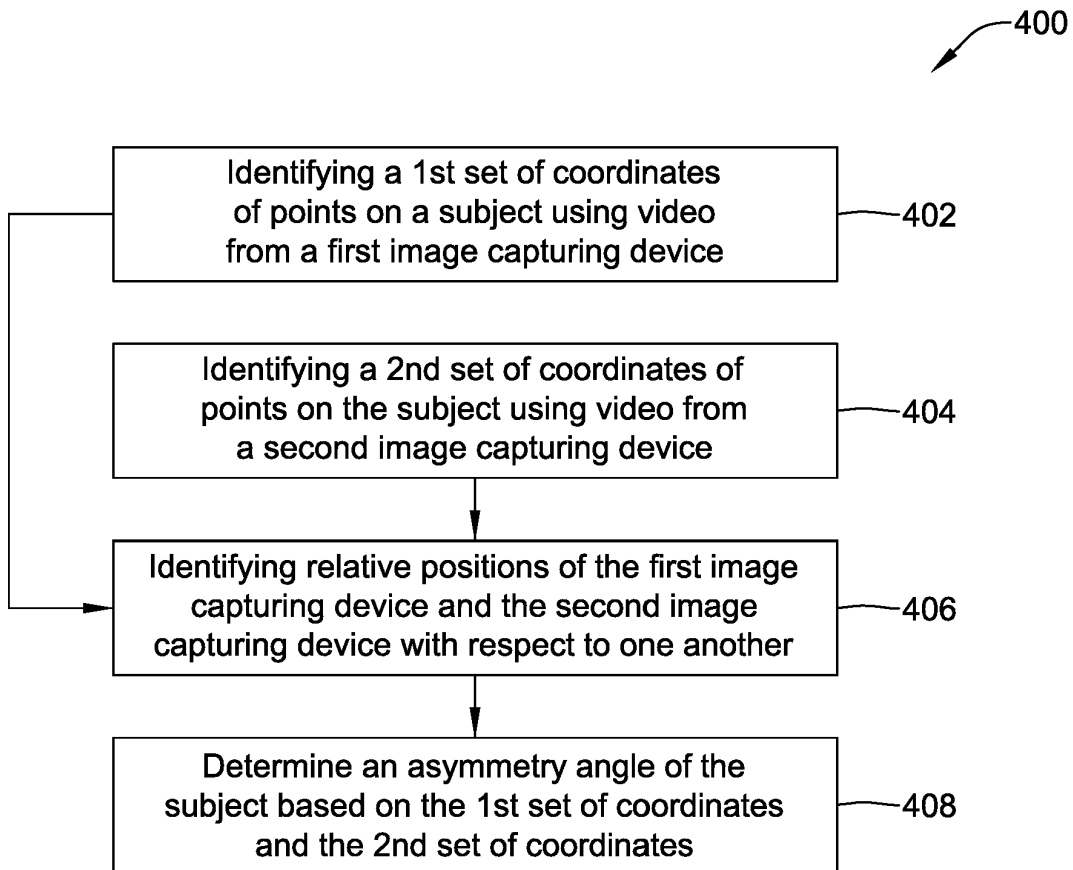 400
Identifying a 1st set of coordinates
of points on a subject using video
from a first image capturing device
402
Identifying a 2nd set of coordinates of
points on the subject using video from
a second image capturing device
404
Identifying relative positions of the first image
capturing device and the second image
capturing device with respect to one another
406
Determine an asymmetry angle of the
subject based on the 1st set of coordinates
and the 2nd set of coordinates
408